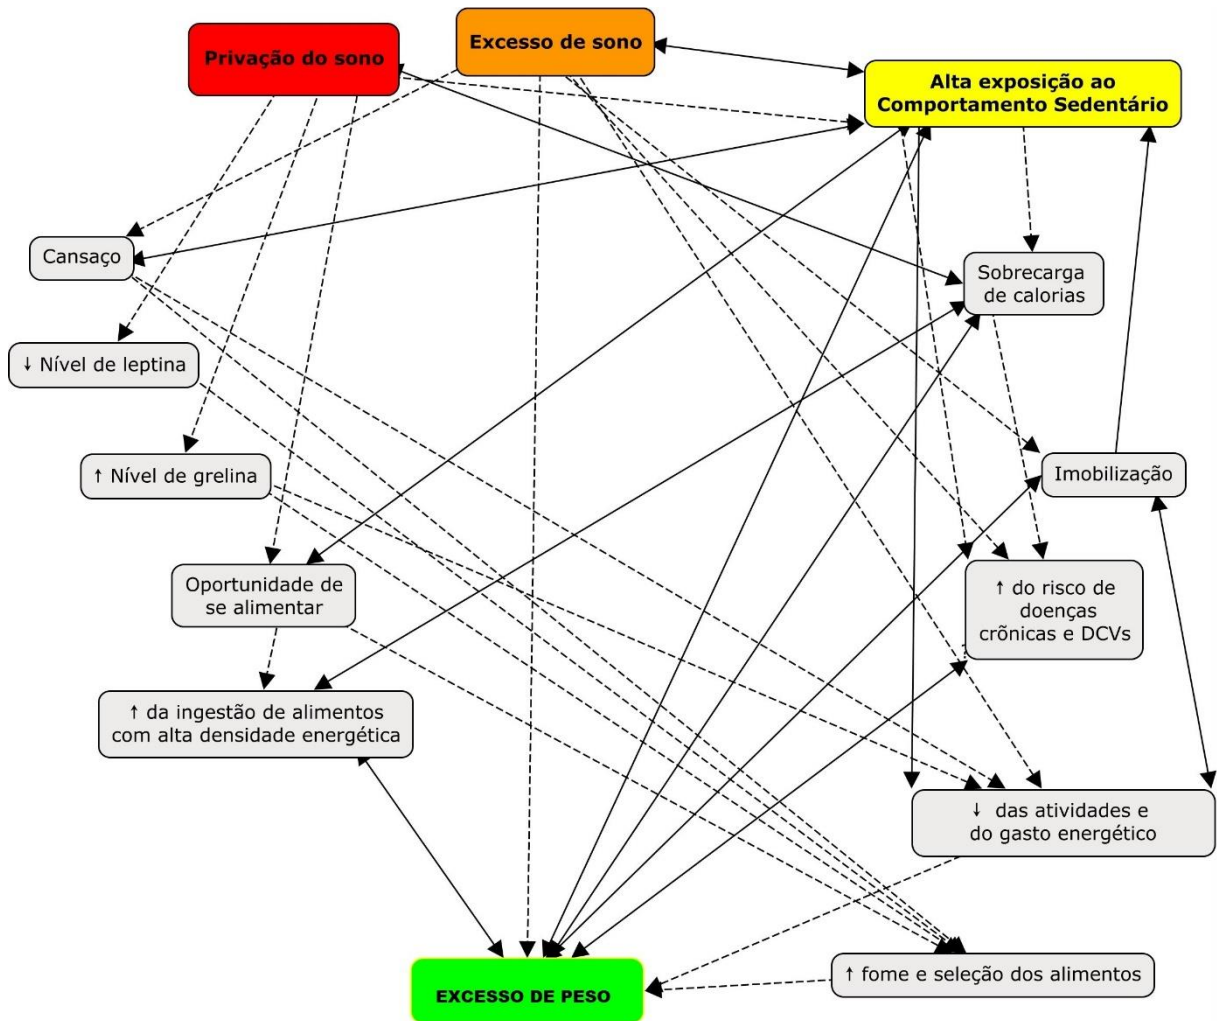 Privação do sono
Excesso de sono
Alta exposição ao
Comportamento Sedentário
Cansaço
Sobrecarga
de calorias
↓ Nível de leptina
↑ Nível de grelina
Imobilização
Oportunidade de
se alimentar
↑ do risco de
doenças
crõnicas e DCVs
↑ da ingestão de alimentos
com alta densidade energética
↓ das atividades e
do gasto energético
↑ fome e seleção dos alimentos
EXCESSO DE PESO